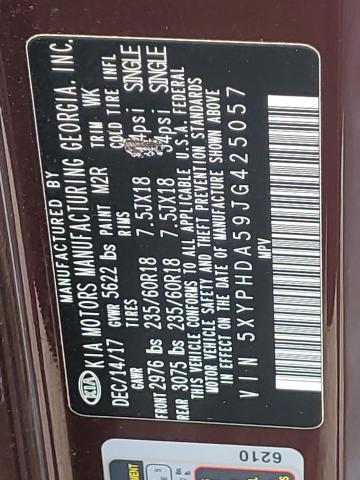 MANUFACTURED BY
KIA KIA MOTORS MANUFACTURING GEORGIA, INC.
DEC/14/17 PAINT M2R TRIM WK
GVWR 5622 lbs
GAWR TIRES RIMS COLD TIRE INFL
FRONT 2976 lbs 235/60R18 7.5JX18 psi SINGLE
REAR 3075 lbs 235/60R18 7.5JX18 34psi SINGLE
THIS VEHICLE CONFORMS TO ALL APPLICABLE U.S.A. FEDERAL
MOTOR VEHICLE SAFETY AND THEFT PREVENTION STANDARDS
IN EFFECT ON THE DATE OF MANUFACTURE SHOWN ABOVE
VIN 5XYPHDA59JG425057
MPV
6210
5